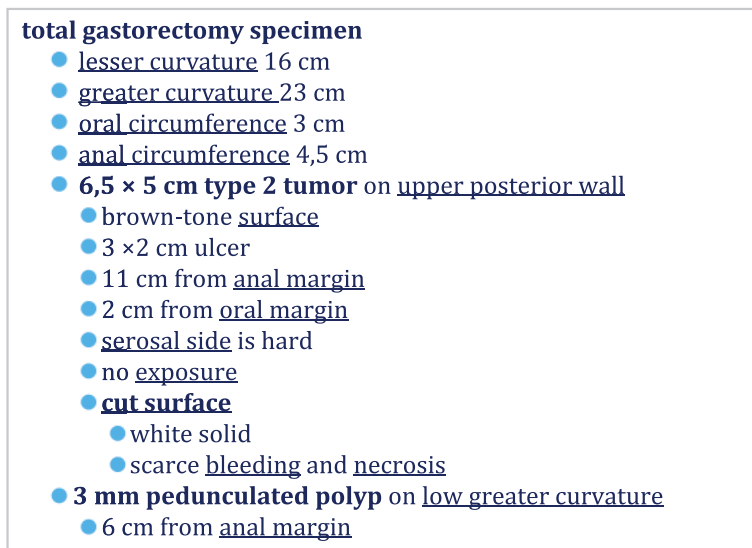 total gastorectomy specimen
lesser curvature 16 cm
greater curvature 23 cm
oral circumference 3 cm
anal circumference 4,5 cm
6,5 × 5 cm type 2 tumor on upper posterior wall
brown-tone surface
3 ×2 cm ulcer
11 cm from anal margin
2 cm from oral margin
serosal side is hard
no exposure
cut surface
white solid
scarce bleeding and necrosis
3 mm pedunculated polyp on low greater curvature
6 cm from anal margin